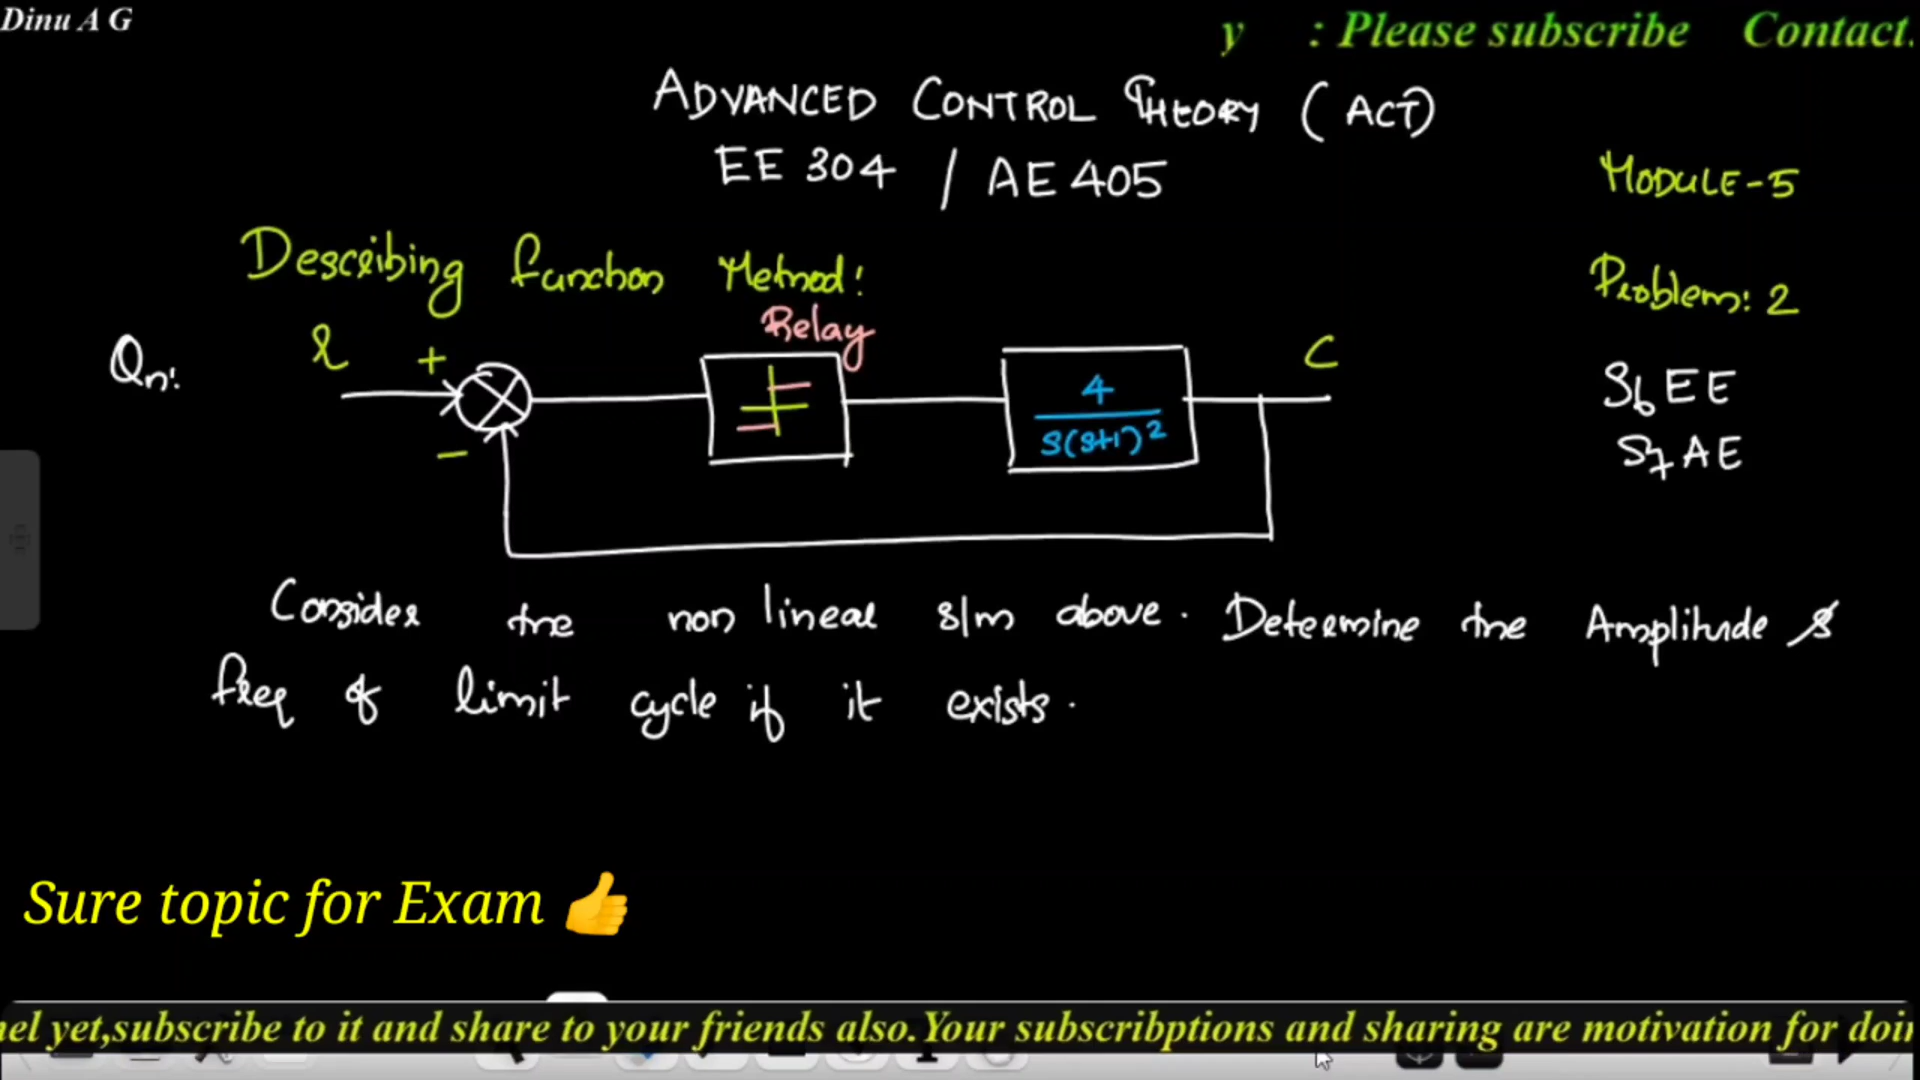 Dinu A G
y : Please subscribe Contact.
ADVANCED CONTROL THEORY (ACT)
EE 304 / AE 405
MODULE-5
Describing function Method:
Problem: 2
Relay
Qn:
r + C
4
S(S+1)²
S6 EE
S7 AE
-
Consider the non linear s/m above. Determine the Amplitude &
freq of limit cycle if it exists.
Sure topic for Exam 👍
nel yet,subscribe to it and share to your friends also.Your subscribptions and sharing are motivation for doi